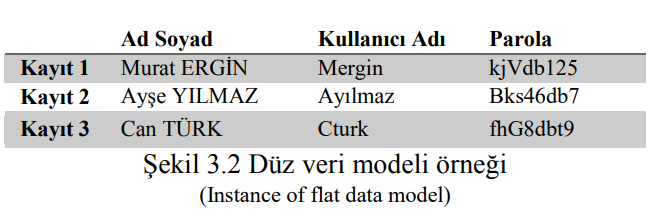 Ad Soyad Kullanıcı Adı Parola
Kayıt 1 Murat ERGİN Mergin kjVdb125
Kayıt 2 Ayşe YILMAZ Ayılmaz Bks46db7
Kayıt 3 Can TÜRK Cturk fhG8dbt9
Şekil 3.2 Düz veri modeli örneği
(Instance of flat data model)